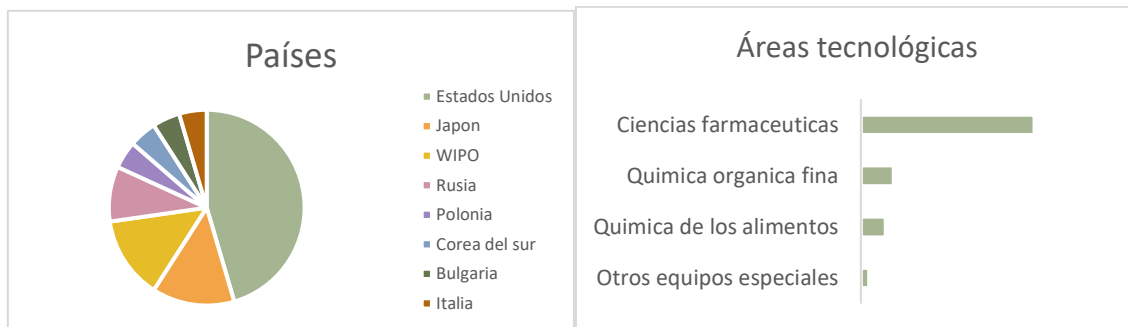 Países
Estados Unidos
Japon
WIPO
Rusia
Polonia
Corea del sur
Bulgaria
Italia
Áreas tecnológicas
Ciencias farmaceuticas
Quimica organica fina
Quimica de los alimentos
Otros equipos especiales